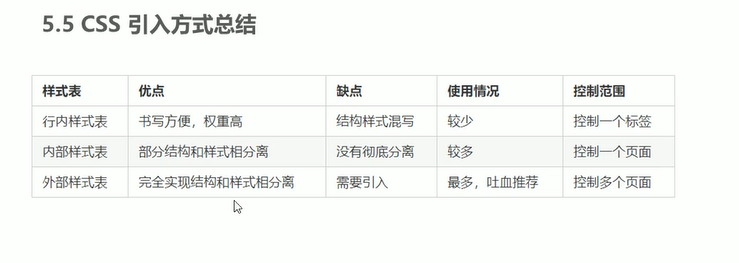 5.5 CSS 引入方式总结
样式表 优点 缺点 使用情况 控制范围
行内样式表 书写方便，权重高 结构样式混写 较少 控制一个标签
内部样式表 部分结构和样式相分离 没有彻底分离 较多 控制一个页面
外部样式表 完全实现结构和样式相分离 需要引入 最多，吐血推荐 控制多个页面